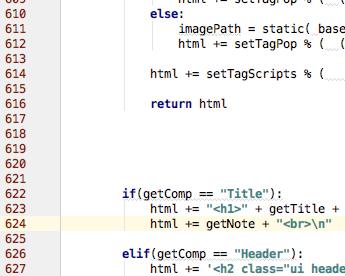 609 html += setTagPop % ( (
610 else:
611 imagePath = static( base
612 html += setTagPop % ( (
613
614 html += setTagScripts % (
615
616 return html
617
618
619
620
621
622 if(getComp == "Title"):
623 html += "<h1>" + getTitle +
624 html += getNote + "<br>\n"
625
626 elif(getComp == "Header"):
627 html += '<h2 class="ui heade